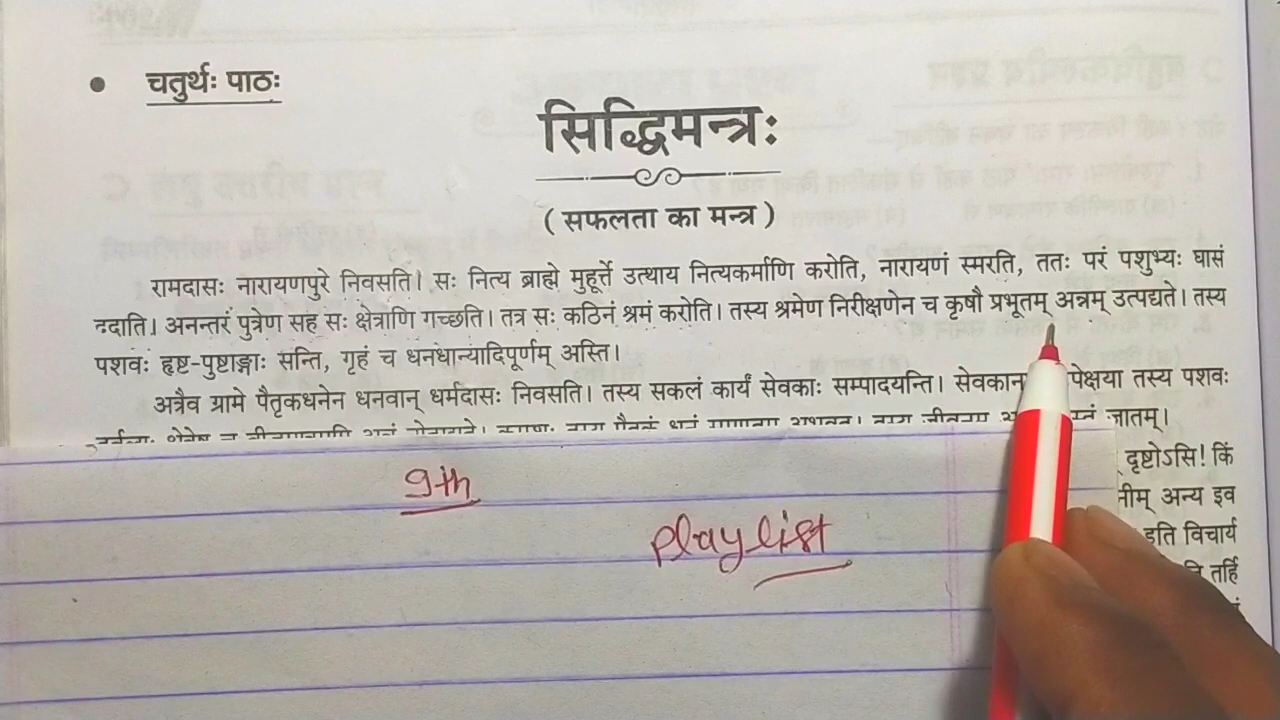 चतुर्थः पाठः
सिद्धिमन्त्रः
( सफलता का मन्त्र )
रामदासः नारायणपुरे निवसति। सः नित्य ब्राह्मे मुहूर्त्ते उत्थाय नित्यकर्माणि करोति, नारायणं स्मरति, ततः परं पशुभ्यः घासं
ददाति। अनन्तरं पुत्रेण सह सः क्षेत्राणि गच्छति। तत्र सः कठिनं श्रमं करोति। तस्य श्रमेण निरीक्षणेन च कृषौ प्रभूतम् अन्नम् उत्पद्यते। तस्य
पशवः हृष्ट-पुष्टाङ्गाः सन्ति, गृहं च धनधान्यादिपूर्णम् अस्ति।
अत्रैव ग्रामे पैतृकधनेन धनवान् धर्मदासः निवसति। तस्य सकलं कार्यं सेवकाः सम्पादयन्ति। सेवकान पेक्षया तस्य पशवः
जातम्।
दृष्टोऽसि! किं
अन्य इव
इति विचार्य
तर्हि
9th
Playlist